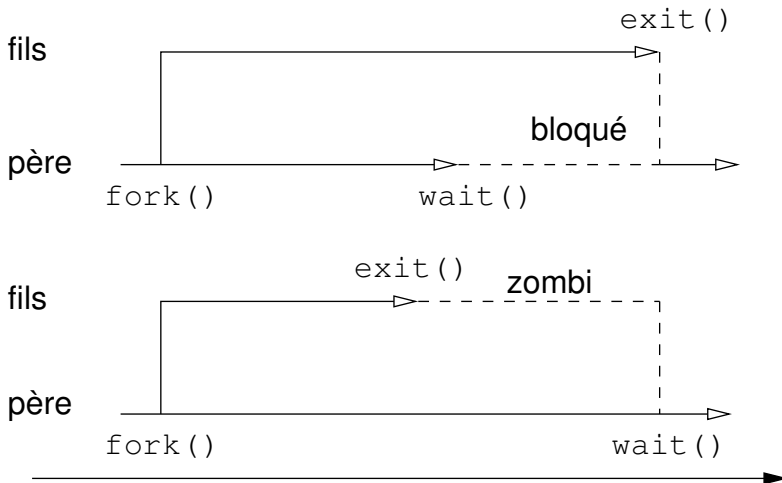 exit()
fils
bloqué
père
fork() wait()
exit()
zombi
fils
père
fork() wait()